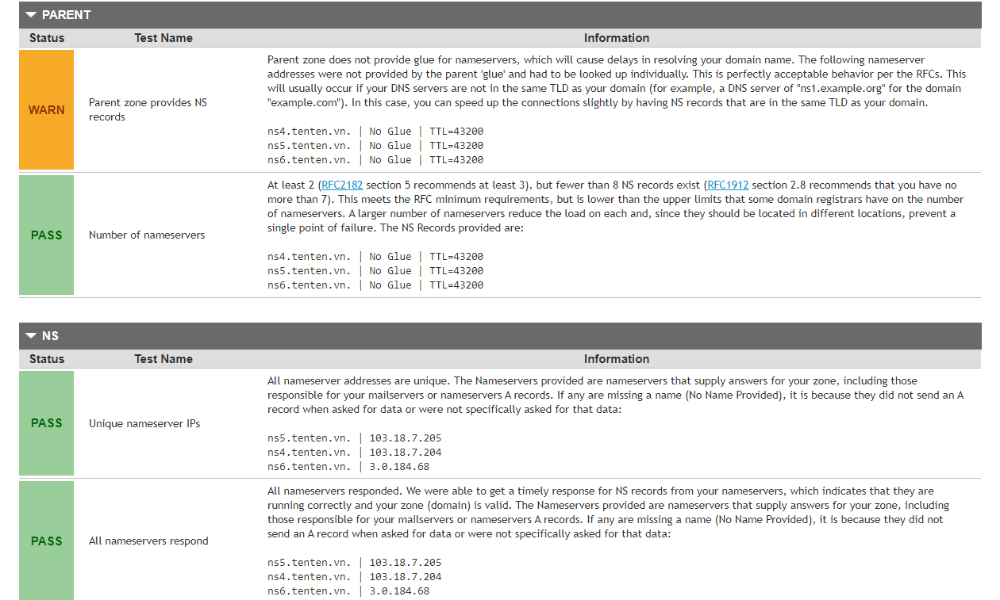 PARENT
Status Test Name Information
WARN
Parent zone provides NS
records
Parent zone does not provide glue for nameservers, which will cause delays in resolving your domain name. The following nameserver
addresses were not provided by the parent 'glue' and had to be looked up individually. This is perfectly acceptable behavior per the RFCs. This
will usually occur if your DNS servers are not in the same TLD as your domain (for example, a DNS server of "ns1.example.org" for the domain
"example.com"). In this case, you can speed up the connections slightly by having NS records that are in the same TLD as your domain.
ns4.tenten.vn. | No Glue | TTL=43200
ns5.tenten.vn. | No Glue | TTL=43200
ns6.tenten.vn. | No Glue | TTL=43200
PASS
Number of nameservers
At least 2 (RFC2182 section 5 recommends at least 3), but fewer than 8 NS records exist (RFC1912 section 2.8 recommends that you have no
more than 7). This meets the RFC minimum requirements, but is lower than the upper limits that some domain registrars have on the number
of nameservers. A larger number of nameservers reduce the load on each and, since they should be located in different locations, prevent a
single point of failure. The NS Records provided are:
ns4.tenten.vn. | No Glue | TTL=43200
ns5.tenten.vn. | No Glue | TTL=43200
ns6.tenten.vn. | No Glue | TTL=43200
NS
Status Test Name Information
PASS
Unique nameserver IPs
All nameserver addresses are unique. The Nameservers provided are nameservers that supply answers for your zone, including those
responsible for your mailservers or nameservers A records. If any are missing a name (No Name Provided), it is because they did not send an A
record when asked for data or were not specifically asked for that data:
ns5.tenten.vn. | 103.18.7.205
ns4.tenten.vn. | 103.18.7.204
ns6.tenten.vn. | 3.0.184.68
PASS
All nameservers respond
All nameservers responded. We were able to get a timely response for NS records from your nameservers, which indicates that they are
running correctly and your zone (domain) is valid. The Nameservers provided are nameservers that supply answers for your zone, including
those responsible for your mailservers or nameservers A records. If any are missing a name (No Name Provided), it is because they did not
send an A record when asked for data or were not specifically asked for that data:
ns5.tenten.vn. | 103.18.7.205
ns4.tenten.vn. | 103.18.7.204
ns6.tenten.vn. | 3.0.184.68